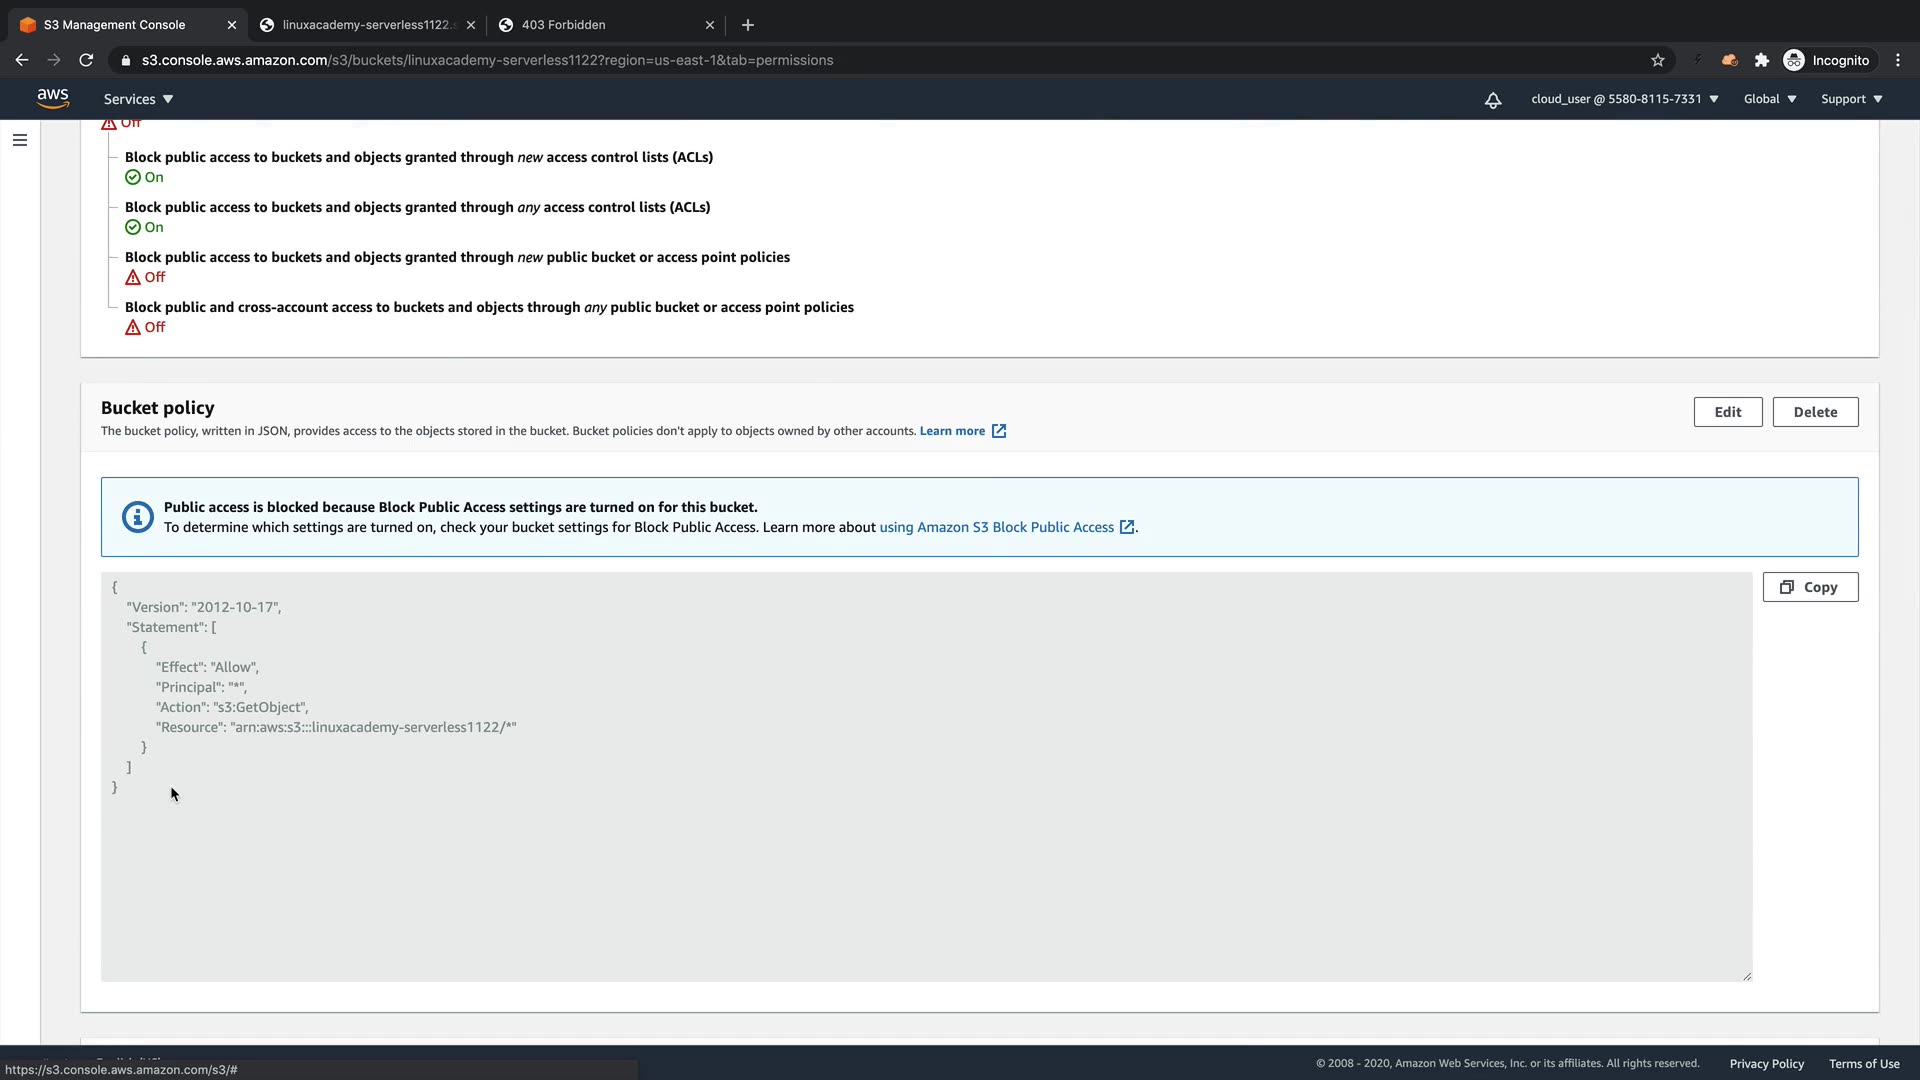 S3 Management Console
linuxacademy-serverless1122.s
403 Forbidden
s3.console.aws.amazon.com/s3/buckets/linuxacademy-serverless1122?region=us-east-1&tab=permissions
Incognito
aws
Services
cloud_user @ 5580-8115-7331
Global
Support
Off
Block public access to buckets and objects granted through new access control lists (ACLs)
On
Block public access to buckets and objects granted through any access control lists (ACLs)
On
Block public access to buckets and objects granted through new public bucket or access point policies
Off
Block public and cross-account access to buckets and objects through any public bucket or access point policies
Off
Bucket policy
Edit
Delete
The bucket policy, written in JSON, provides access to the objects stored in the bucket. Bucket policies don't apply to objects owned by other accounts. Learn more
Public access is blocked because Block Public Access settings are turned on for this bucket.
To determine which settings are turned on, check your bucket settings for Block Public Access. Learn more about using Amazon S3 Block Public Access.
Copy
{
"Version": "2012-10-17",
"Statement": [
{
"Effect": "Allow",
"Principal": "*",
"Action": "s3:GetObject",
"Resource": "arn:aws:s3:::linuxacademy-serverless1122/*"
}
]
}
© 2008 - 2020, Amazon Web Services, Inc. or its affiliates. All rights reserved.
Privacy Policy
Terms of Use
https://s3.console.aws.amazon.com/s3/#